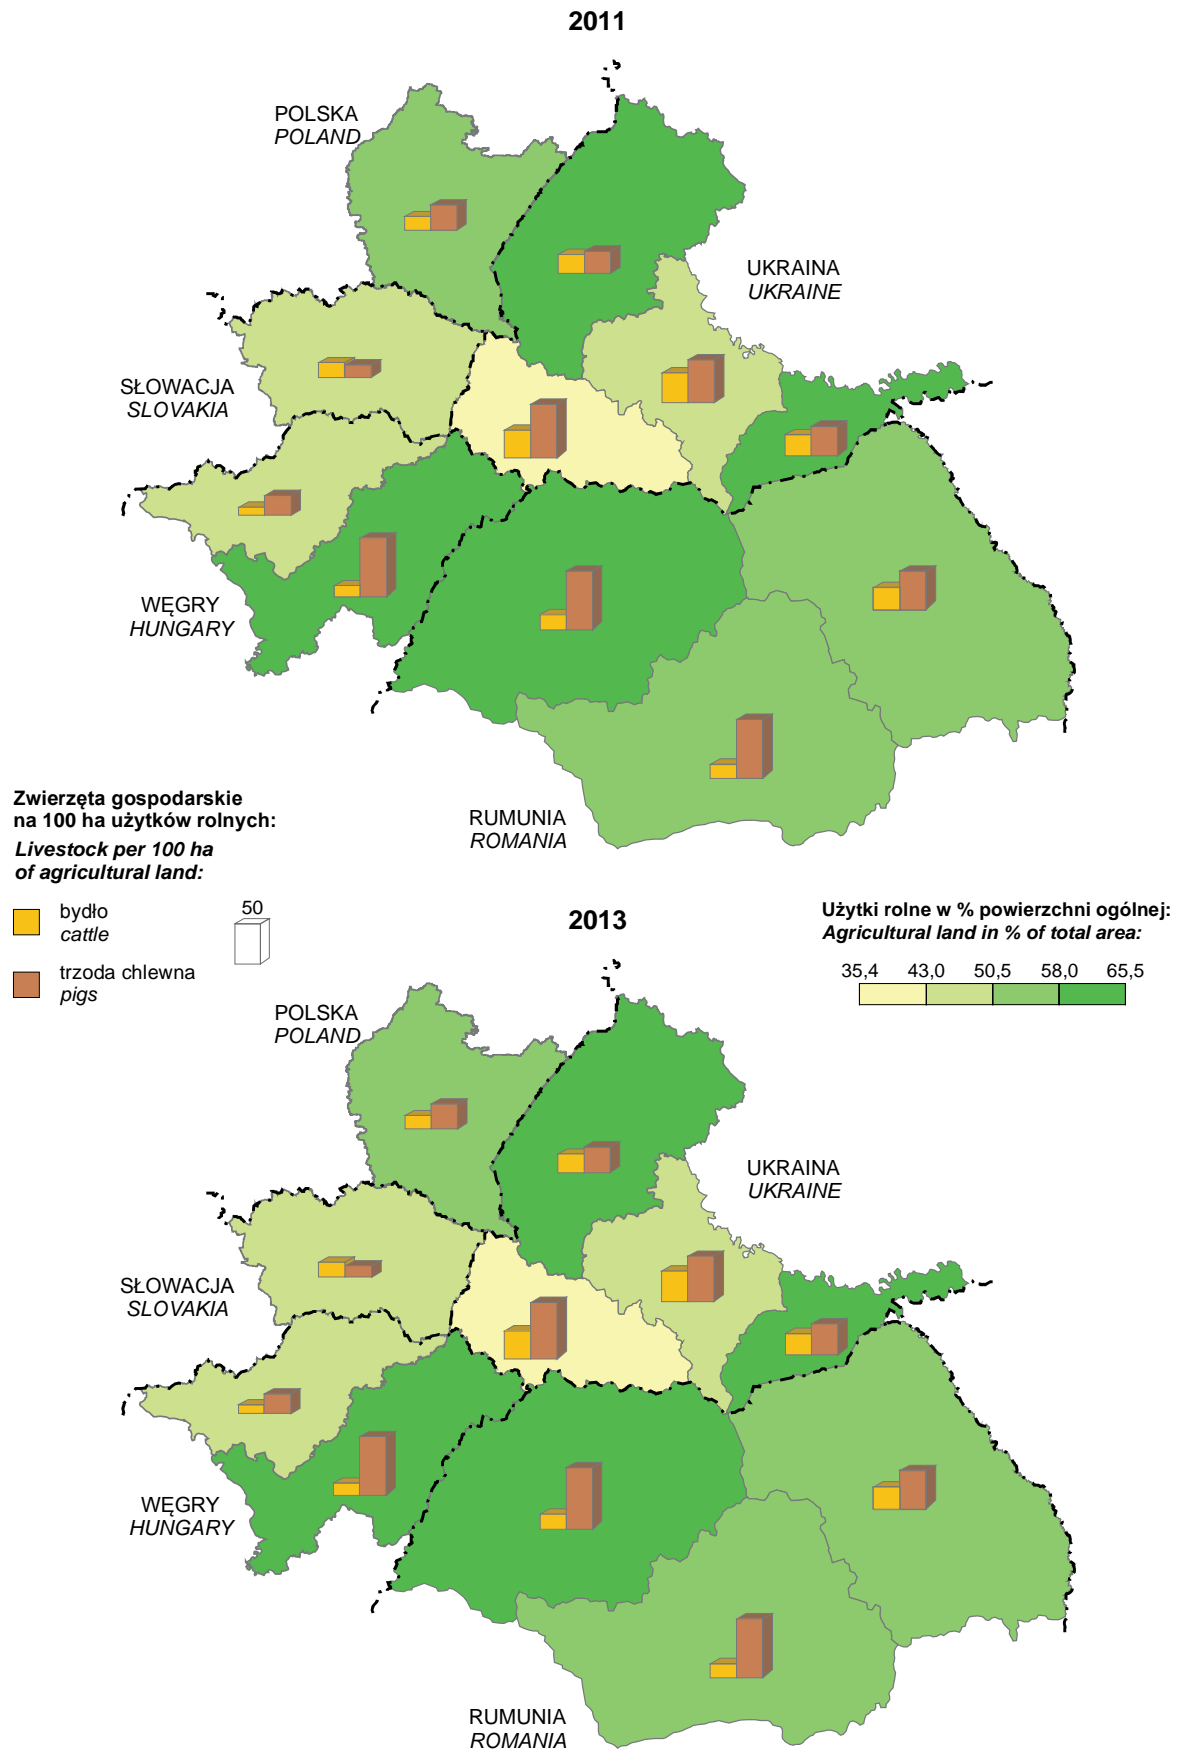 2011
POLSKA
POLAND
UKRAINA
UKRAINE
SŁOWACJA
SLOVAKIA
WĘGRY
HUNGARY
RUMUNIA
ROMANIA
Zwierzęta gospodarskie
na 100 ha użytków rolnych:
Livestock per 100 ha
of agricultural land:
bydło
cattle
trzoda chlewna
pigs
50
2013
Użytki rolne w % powierzchni ogólnej:
Agricultural land in % of total area:
35,4 43,0 50,5 58,0 65,5
POLSKA
POLAND
UKRAINA
UKRAINE
SŁOWACJA
SLOVAKIA
WĘGRY
HUNGARY
RUMUNIA
ROMANIA